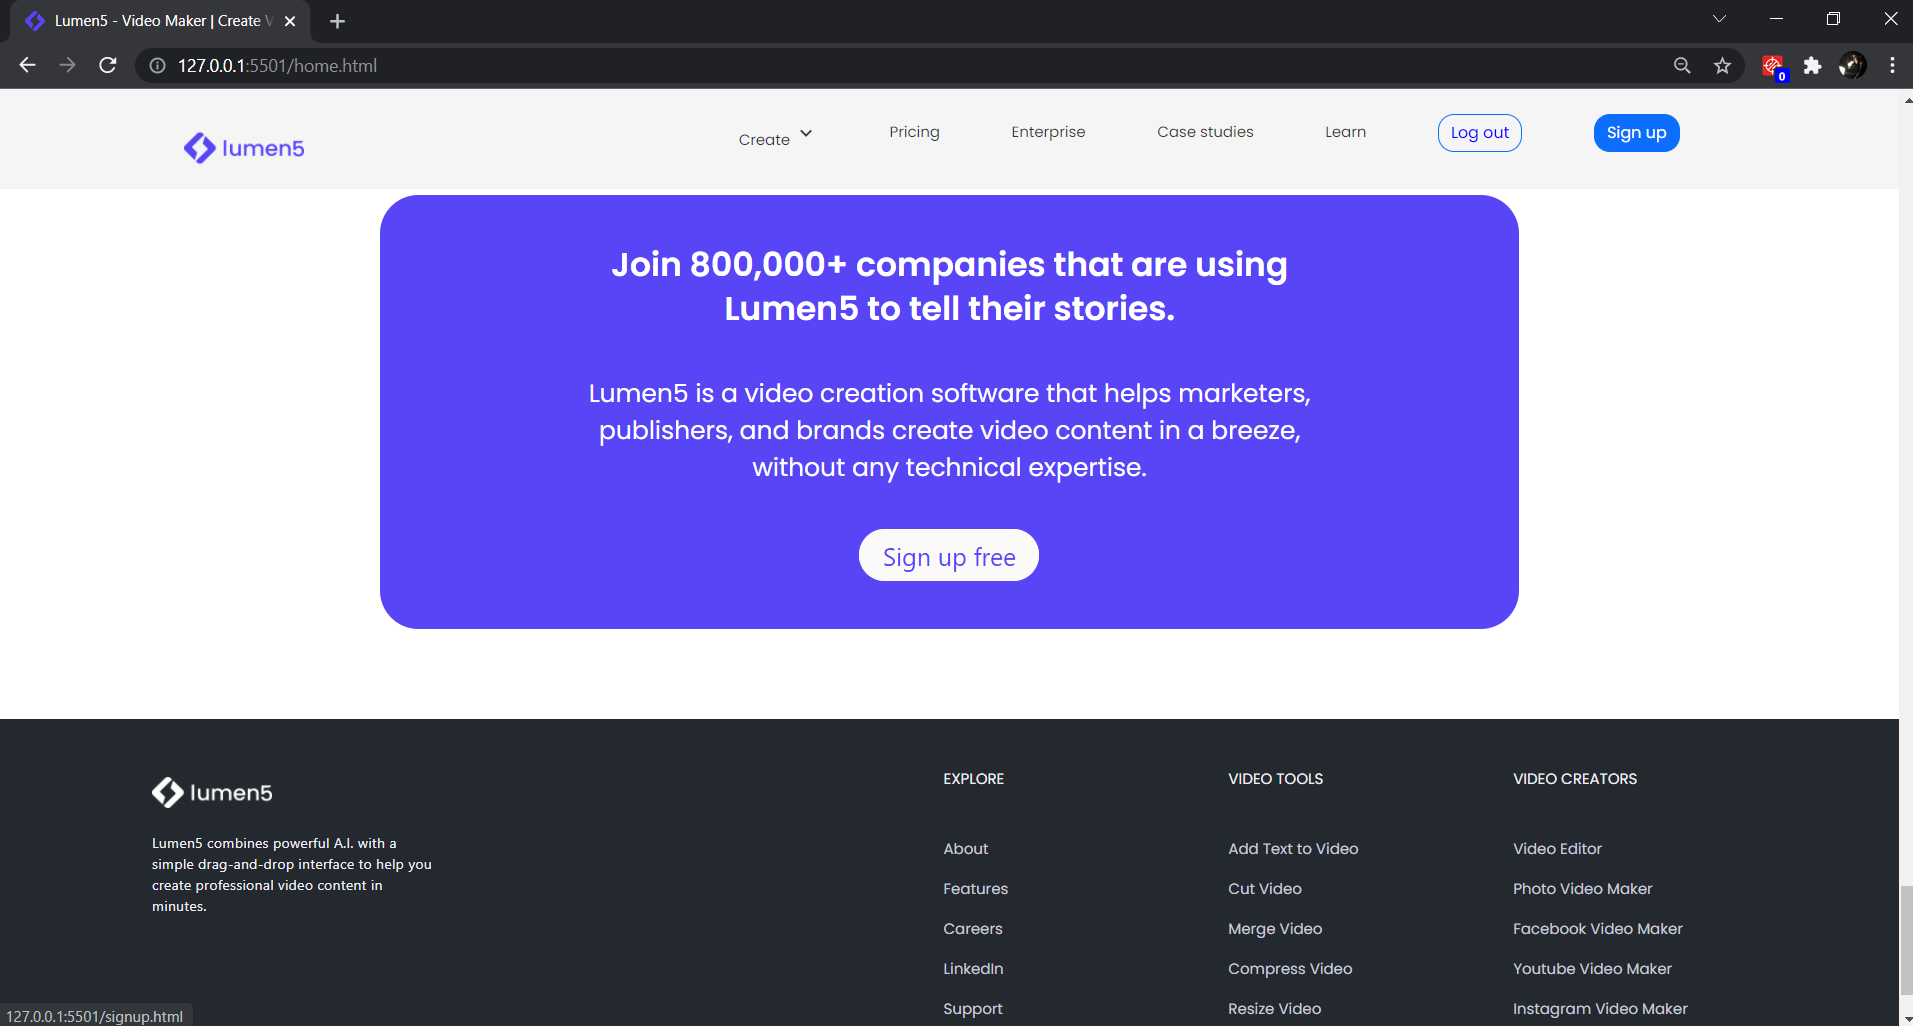 Lumen5 - Video Maker | Create V
127.0.0.1:5501/home.html
0
lumen5
Create
Pricing
Enterprise
Case studies
Learn
Log out
Sign up
Join 800,000+ companies that are using
Lumen5 to tell their stories.
Lumen5 is a video creation software that helps marketers,
publishers, and brands create video content in a breeze,
without any technical expertise.
Sign up free
lumen5
Lumen5 combines powerful A.I. with a
simple drag-and-drop interface to help you
create professional video content in
minutes.
EXPLORE
About
Features
Careers
LinkedIn
Support
VIDEO TOOLS
Add Text to Video
Cut Video
Merge Video
Compress Video
Resize Video
VIDEO CREATORS
Video Editor
Photo Video Maker
Facebook Video Maker
Youtube Video Maker
Instagram Video Maker
127.0.0.1:5501/signup.html